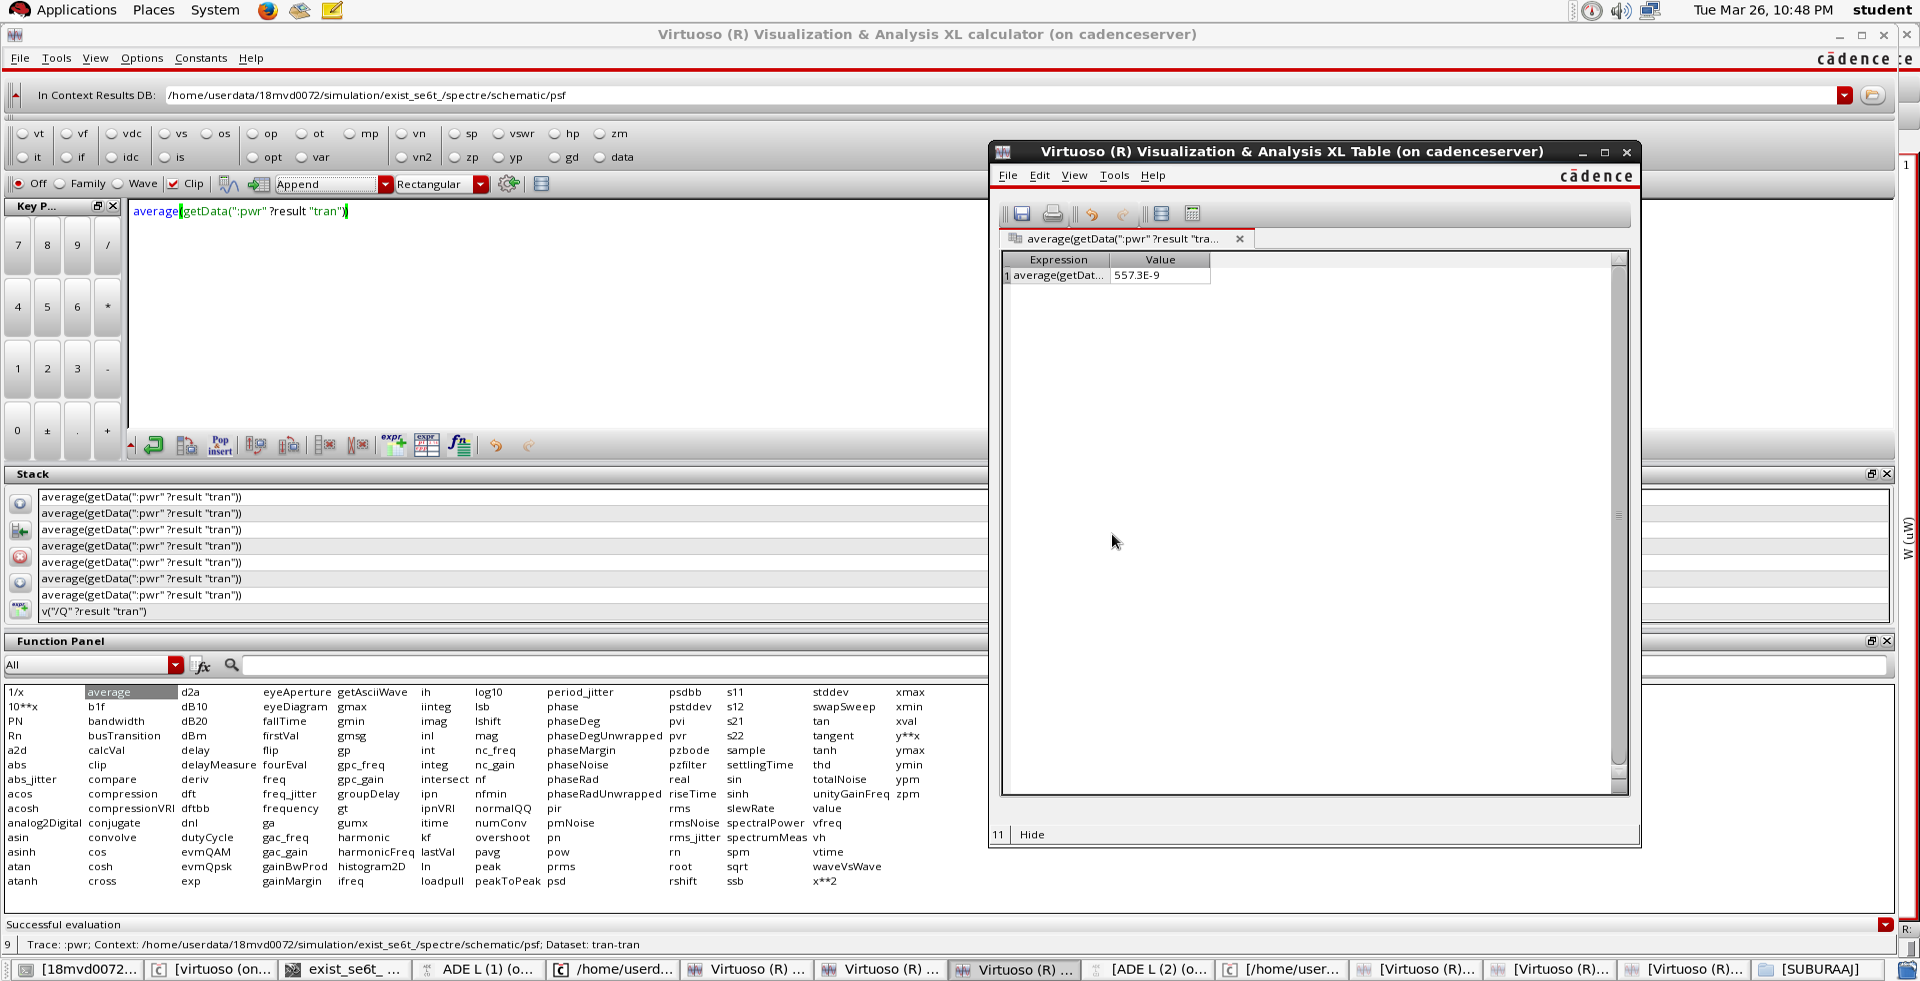 Applications Places System Tue Mar 26, 10:48 PM student
Virtuoso (R) Visualization & Analysis XL calculator (on cadenceserver)
File Tools View Options Constants Help cādence
In Context Results DB: /home/userdata/18mvd0072/simulation/exist_se6t_/spectre/schematic/psf
vt vf vdc vs os op ot mp vn sp vswr hp zm
it if idc is opt var vn2 zp yp gd data
Off Family Wave Clip Append Rectangular
Key P...
7 8 9 /
4 5 6 *
1 2 3 -
0 ± . +
average(getData(":pwr" ?result "tran"))
Pop insert expr expr fn
Stack
average(getData(":pwr" ?result "tran"))
average(getData(":pwr" ?result "tran"))
average(getData(":pwr" ?result "tran"))
average(getData(":pwr" ?result "tran"))
average(getData(":pwr" ?result "tran"))
average(getData(":pwr" ?result "tran"))
average(getData(":pwr" ?result "tran"))
v("/Q" ?result "tran")
Virtuoso (R) Visualization & Analysis XL Table (on cadenceserver)
File Edit View Tools Help cādence
average(getData(":pwr" ?result "tra...
Expression Value
1 average(getDat... 557.3E-9
11 Hide
1
W (uW)
R:
Function Panel
All fx
1/x average d2a eyeAperture getAsciiWave ih log10 period_jitter psdbb s11 stddev xmax
10**x b1f dB10 eyeDiagram gmax iinteg lsb phase pstddev s12 swapSweep xmin
PN bandwidth dB20 fallTime gmin imag lshift phaseDeg pvi s21 tan xval
Rn busTransition dBm firstVal gmsg inl mag phaseDegUnwrapped pvr s22 tangent y**x
a2d calcVal delay flip gp int nc_freq phaseMargin pzbode sample tanh ymax
abs clip delayMeasure fourEval gpc_freq integ nc_gain phaseNoise pzfilter settlingTime thd ymin
abs_jitter compare deriv freq gpc_gain intersect nf phaseRad real sin totalNoise ypm
acos compression dft freq_jitter groupDelay ipn nfmin phaseRadUnwrapped riseTime sinh unityGainFreq zpm
acosh compressionVRI dftbb frequency gt ipnVRI normalQQ pir rms slewRate value
analog2Digital conjugate dnl ga gumx itime numConv pmNoise rmsNoise spectralPower vfreq
asin convolve dutyCycle gac_freq harmonic kf overshoot pn rms_jitter spectrumMeas vh
asinh cos evmQAM gac_gain harmonicFreq lastVal pavg pow rn spm vtime
atan cosh evmQpsk gainBwProd histogram2D ln peak prms root sqrt waveVsWave
atanh cross exp gainMargin ifreq loadpull peakToPeak psd rshift ssb x**2
Successful evaluation
9 Trace: :pwr; Context: /home/userdata/18mvd0072/simulation/exist_se6t_/spectre/schematic/psf; Dataset: tran-tran
[18mvd0072... [virtuoso (on... exist_se6t_ ... ADE L (1) (o... /home/userd... Virtuoso (R) ... Virtuoso (R) ... Virtuoso (R) ... [ADE L (2) (o... [/home/user... [Virtuoso (R)... [Virtuoso (R)... [Virtuoso (R)... [SUBURAAJ]